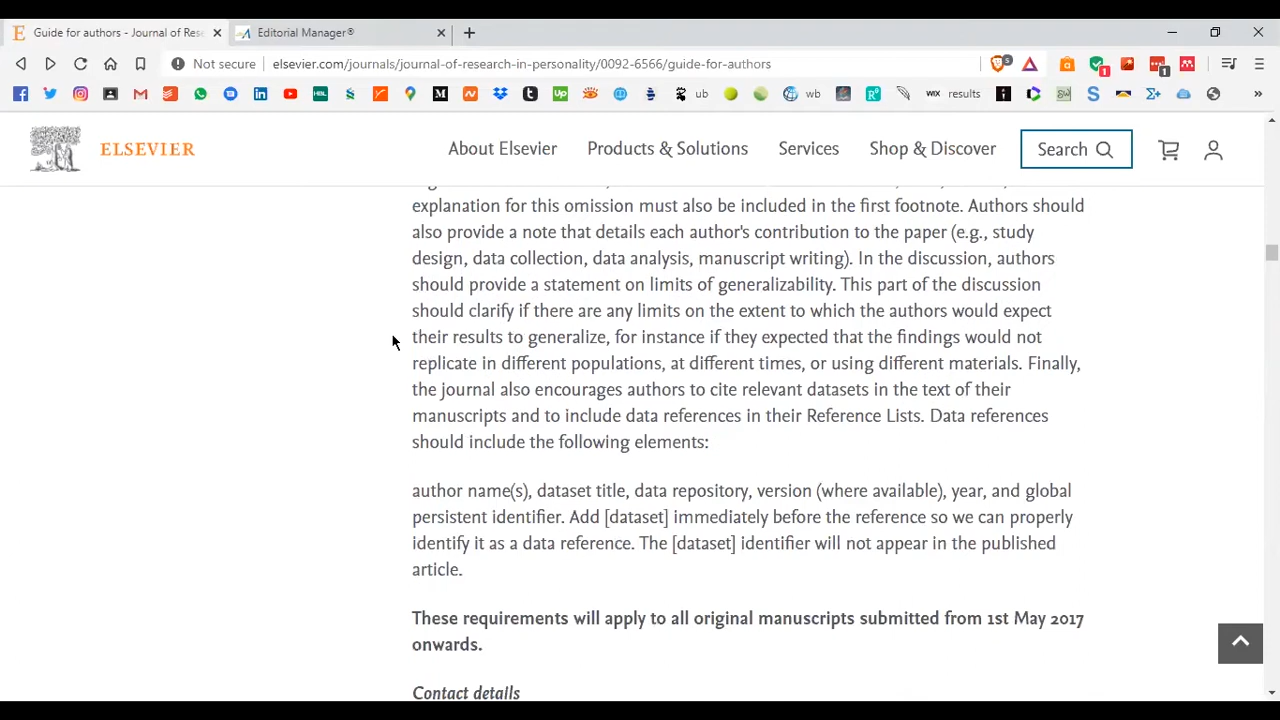 Guide for authors - Journal of Rese
Editorial Manager®
Not secure
elsevier.com/journals/journal-of-research-in-personality/0092-6566/guide-for-authors
ub
wb
WIX
results
ELSEVIER
About Elsevier
Products & Solutions
Services
Shop & Discover
Search
explanation for this omission must also be included in the first footnote. Authors should
also provide a note that details each author's contribution to the paper (e.g., study
design, data collection, data analysis, manuscript writing). In the discussion, authors
should provide a statement on limits of generalizability. This part of the discussion
should clarify if there are any limits on the extent to which the authors would expect
their results to generalize, for instance if they expected that the findings would not
replicate in different populations, at different times, or using different materials. Finally,
the journal also encourages authors to cite relevant datasets in the text of their
manuscripts and to include data references in their Reference Lists. Data references
should include the following elements:
author name(s), dataset title, data repository, version (where available), year, and global
persistent identifier. Add [dataset] immediately before the reference so we can properly
identify it as a data reference. The [dataset] identifier will not appear in the published
article.
These requirements will apply to all original manuscripts submitted from 1st May 2017
onwards.
Contact details